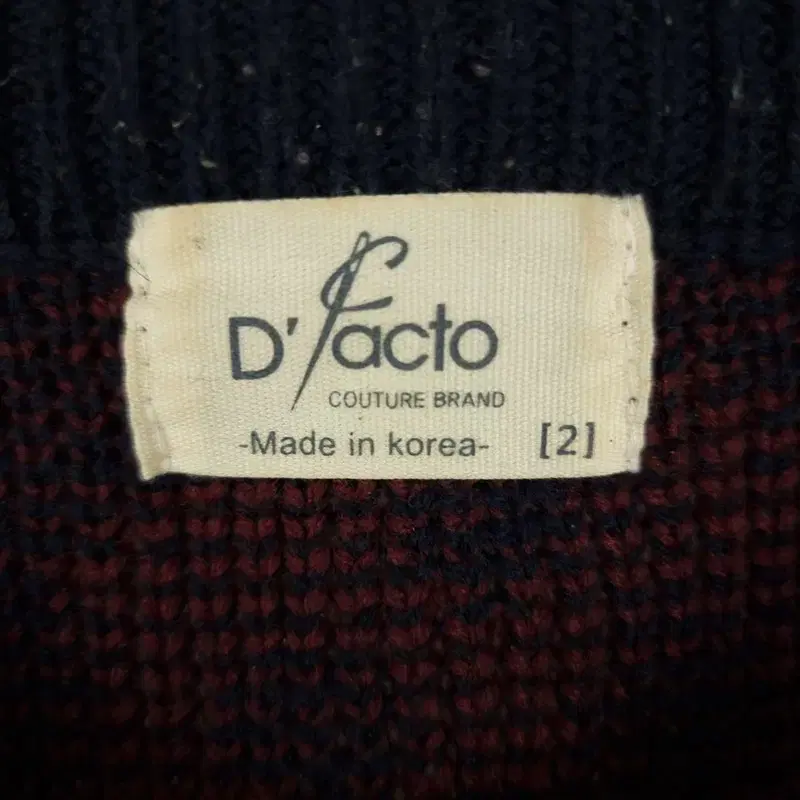 D'facto
COUTURE BRAND
-Made in korea- [2]